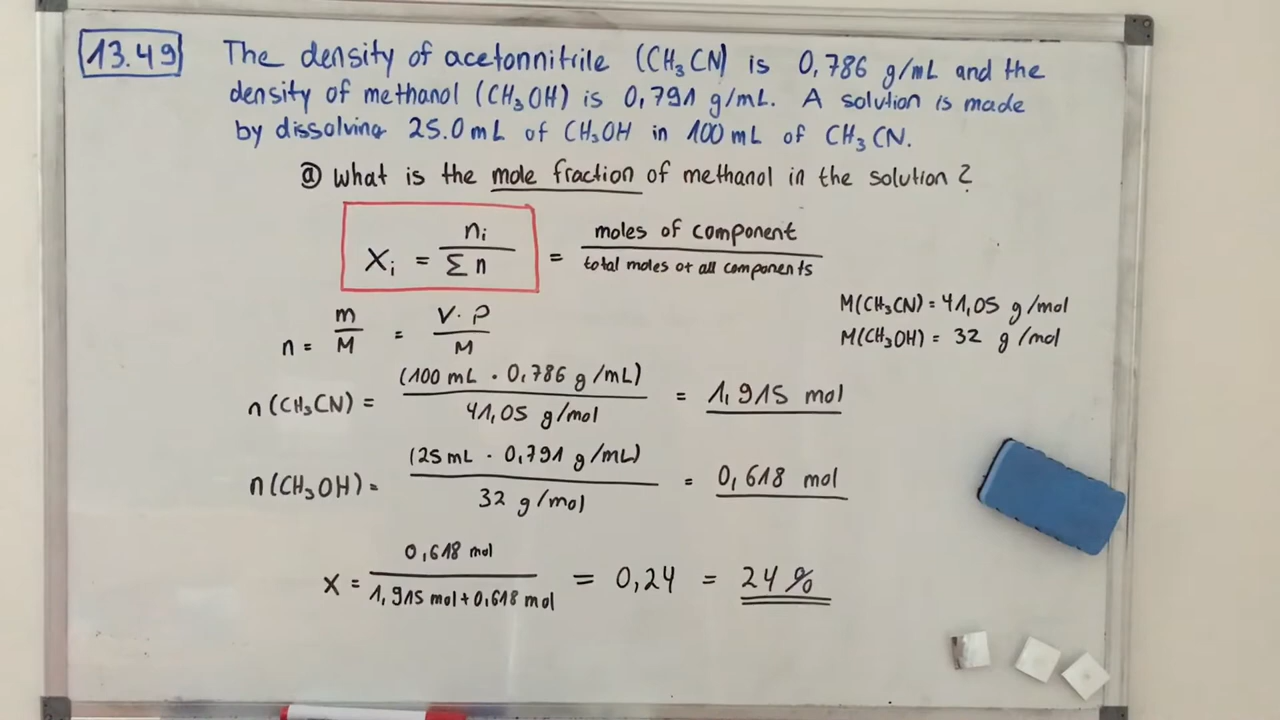 13.49 The density of acetonnitrile (CH₃CN) is 0,786 g/mL and the
density of methanol (CH₃OH) is 0,791 g/mL. A solution is made
by dissolving 25.0 mL of CH₃OH in 100 mL of CH₃CN.
ⓐ What is the mole fraction of methanol in the solution?
Xᵢ = nᵢ / Σ n = moles of component / total moles of all components
M(CH₃CN) = 41,05 g/mol
M(CH₃OH) = 32 g/mol
n = m / M = V · ρ / M
n(CH₃CN) = (100 mL · 0,786 g/mL) / 41,05 g/mol = 1,915 mol
n(CH₃OH) = (25 mL · 0,791 g/mL) / 32 g/mol = 0,618 mol
X = 0,618 mol / 1,915 mol + 0,618 mol = 0,24 = 24 %